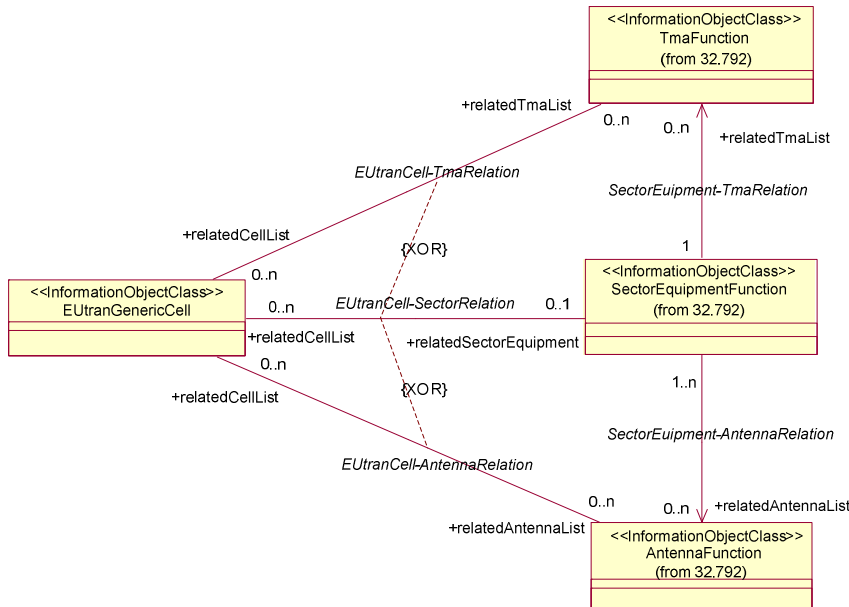 <<InformationObjectClass>>
TmaFunction
(from 32.792)
+relatedTmaList
0..n
0..n
+relatedTmaList
EUtranCell-TmaRelation
SectorEuipment-TmaRelation
+relatedCellList
{XOR}
1
0..n
<<InformationObjectClass>>
EUtranGenericCell
0..n
EUtranCell-SectorRelation
0..1
<<InformationObjectClass>>
SectorEquipmentFunction
(from 32.792)
+relatedCellList
+relatedSectorEquipment
0..n
+relatedCellList
{XOR}
1..n
SectorEuipment-AntennaRelation
EUtranCell-AntennaRelation
0..n
0..n
+relatedAntennaList
+relatedAntennaList
<<InformationObjectClass>>
AntennaFunction
(from 32.792)